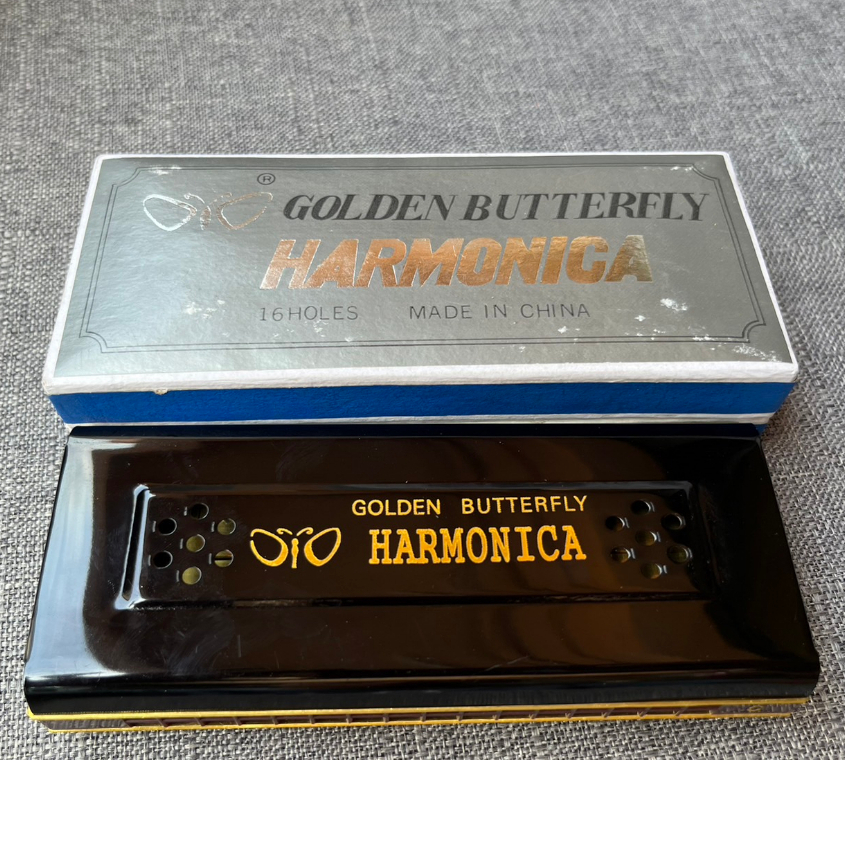 ®
GOLDEN BUTTERFLY
HARMONICA
16HOLES MADE IN CHINA
GOLDEN BUTTERFLY
HARMONICA